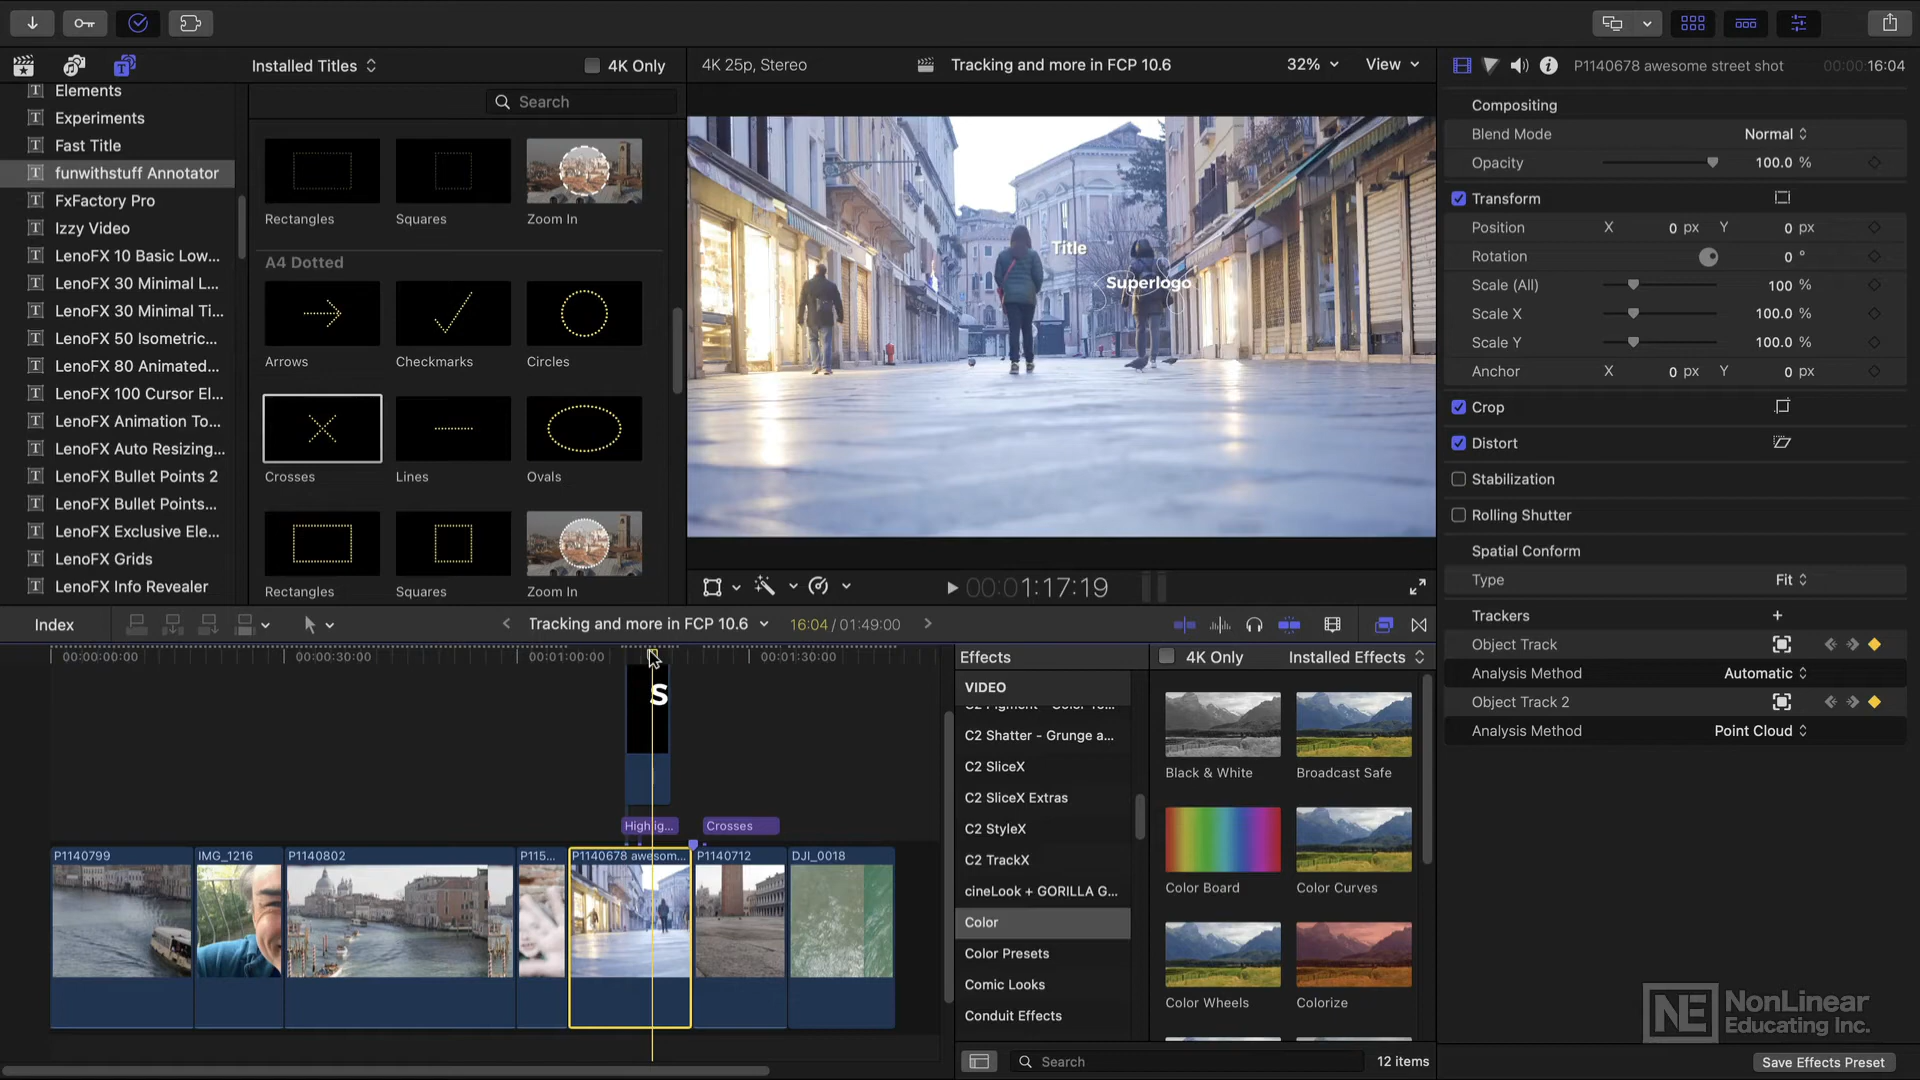 Installed Titles
4K Only
4K 25p, Stereo
Tracking and more in FCP 10.6
32%
View
P1140678 awesome street shot
00:00:16:04
Elements
Experiments
Fast Title
funwithstuff Annotator
FxFactory Pro
Izzy Video
LenoFX 10 Basic Low...
LenoFX 30 Minimal L...
LenoFX 30 Minimal Ti...
LenoFX 50 Isometric...
LenoFX 80 Animated...
LenoFX 100 Cursor El...
LenoFX Animation To...
LenoFX Auto Resizing...
LenoFX Bullet Points 2
LenoFX Bullet Points...
LenoFX Exclusive Ele...
LenoFX Grids
LenoFX Info Revealer
Search
Rectangles
Squares
Zoom In
A4 Dotted
Arrows
Checkmarks
Circles
Crosses
Lines
Ovals
Rectangles
Squares
Zoom In
Title
Superlogo
00:01:17:19
Compositing
Blend Mode
Normal
Opacity
100.0 %
Transform
Position
X
0 px
Y
0 px
Rotation
0 °
Scale (All)
100 %
Scale X
100.0 %
Scale Y
100.0 %
Anchor
X
0 px
Y
0 px
Crop
Distort
Stabilization
Rolling Shutter
Spatial Conform
Type
Fit
Trackers
Object Track
Analysis Method
Automatic
Object Track 2
Analysis Method
Point Cloud
Index
Tracking and more in FCP 10.6
16:04 / 01:49:00
00:00:00:00
00:00:30:00
00:01:00:00
00:01:30:00
S
Highlig...
Crosses
P1140799
IMG_1216
P1140802
P115...
P1140678 awesom...
P1140712
DJI_0018
Effects
4K Only
Installed Effects
VIDEO
C2 Shatter - Grunge a...
C2 SliceX
C2 SliceX Extras
C2 StyleX
C2 TrackX
cineLook + GORILLA G...
Color
Color Presets
Comic Looks
Conduit Effects
Black & White
Broadcast Safe
Color Board
Color Curves
Color Wheels
Colorize
Search
12 items
NE
NonLinear
Educating Inc.
Save Effects Preset